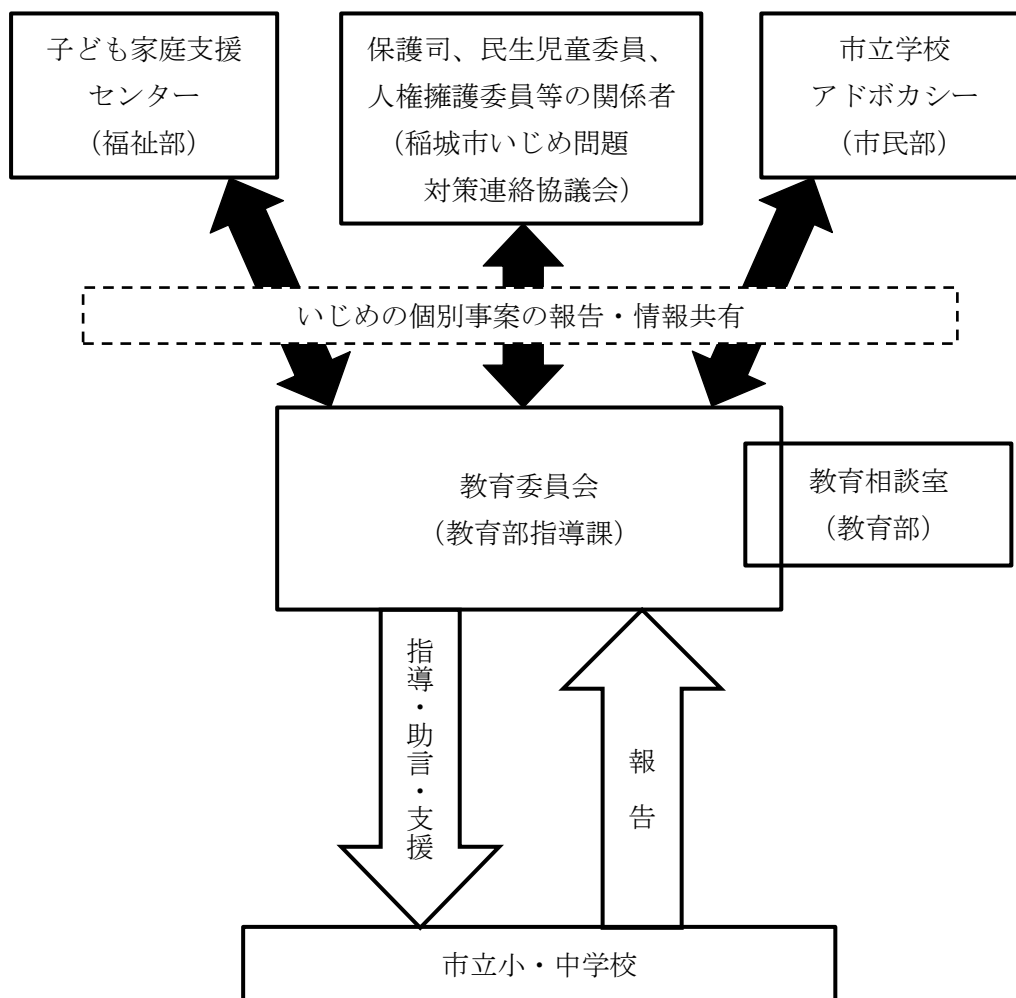 子ども家庭支援
センター
（福祉部）
保護司、民生児童委員、
人権擁護委員等の関係者
（稲城市いじめ問題
対策連絡協議会）
市立学校
アドボカシー
（市民部）
いじめの個別事案の報告・情報共有
教育委員会
（教育部指導課）
教育相談室
（教育部）
指導・助言・支援
報告
市立小・中学校